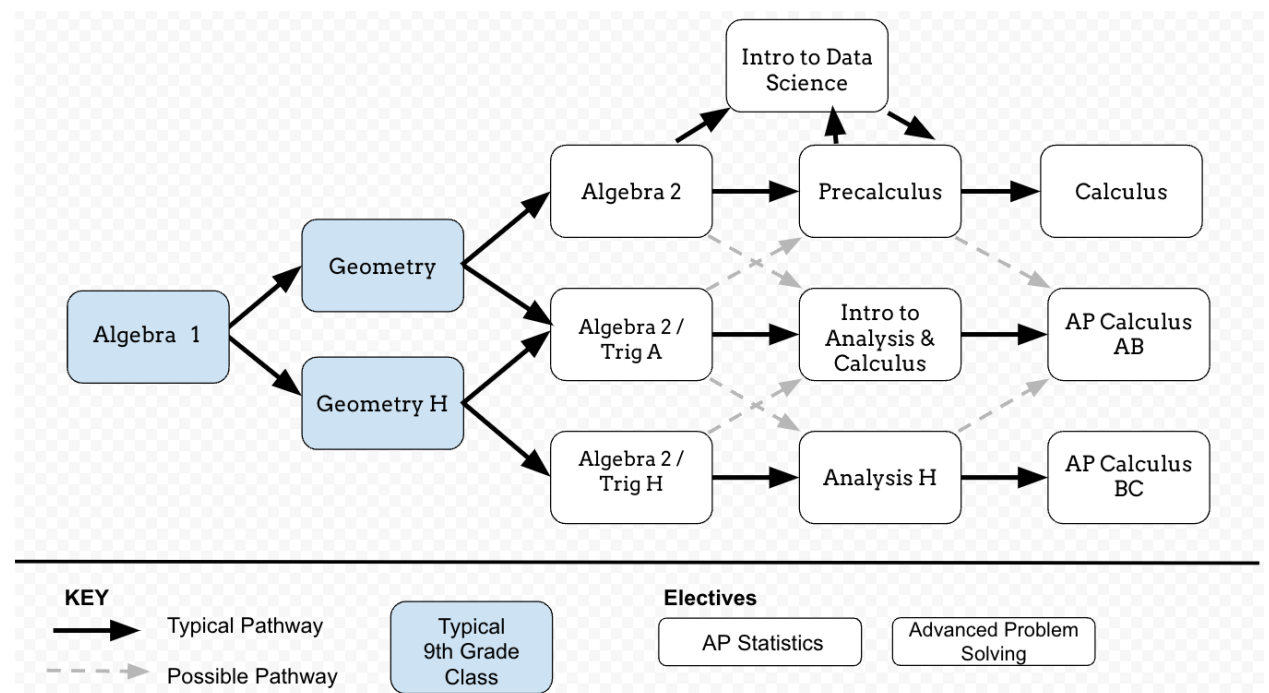 Intro to Data
Science
Algebra 2
Precalculus
Calculus
Geometry
Algebra 1
Algebra 2 /
Trig A
Intro to
Analysis &
Calculus
AP Calculus
AB
Geometry H
Algebra 2 /
Trig H
Analysis H
AP Calculus
BC
KEY
Typical Pathway
Possible Pathway
Typical
9th Grade
Class
Electives
AP Statistics
Advanced Problem
Solving